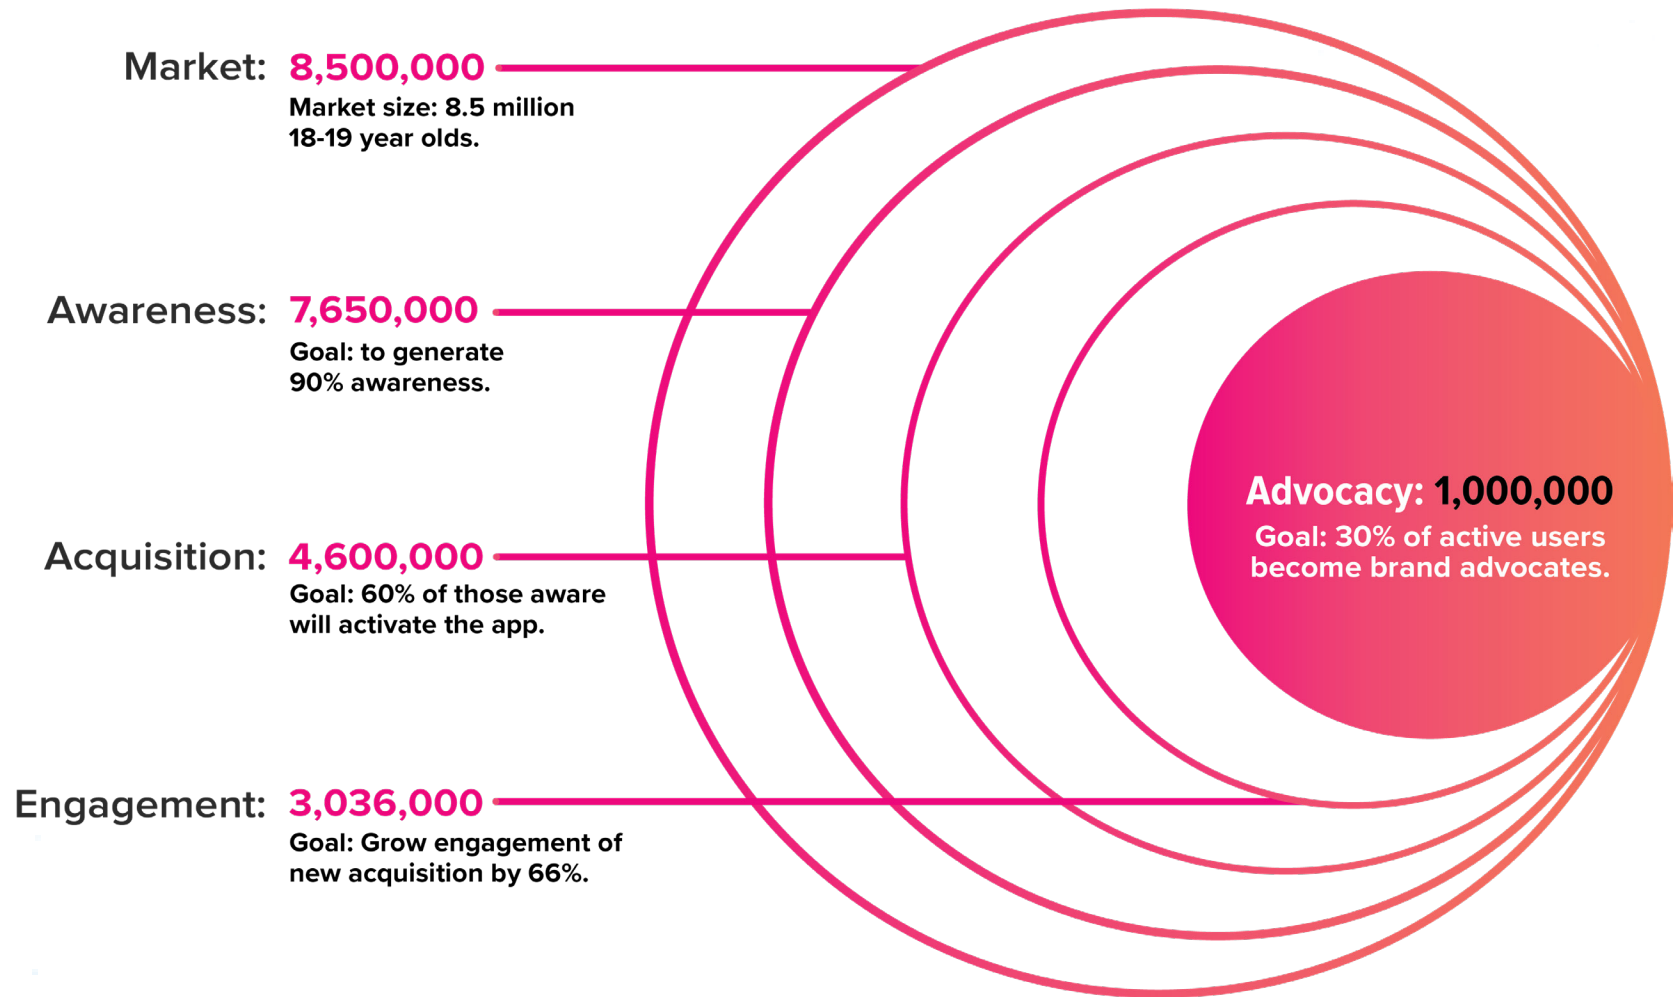 Market: 8,500,000
Market size: 8.5 million
18-19 year olds.
Awareness: 7,650,000
Goal: to generate
90% awareness.
Acquisition: 4,600,000
Goal: 60% of those aware
will activate the app.
Engagement: 3,036,000
Goal: Grow engagement of
new acquisition by 66%.
Advocacy: 1,000,000
Goal: 30% of active users
become brand advocates.